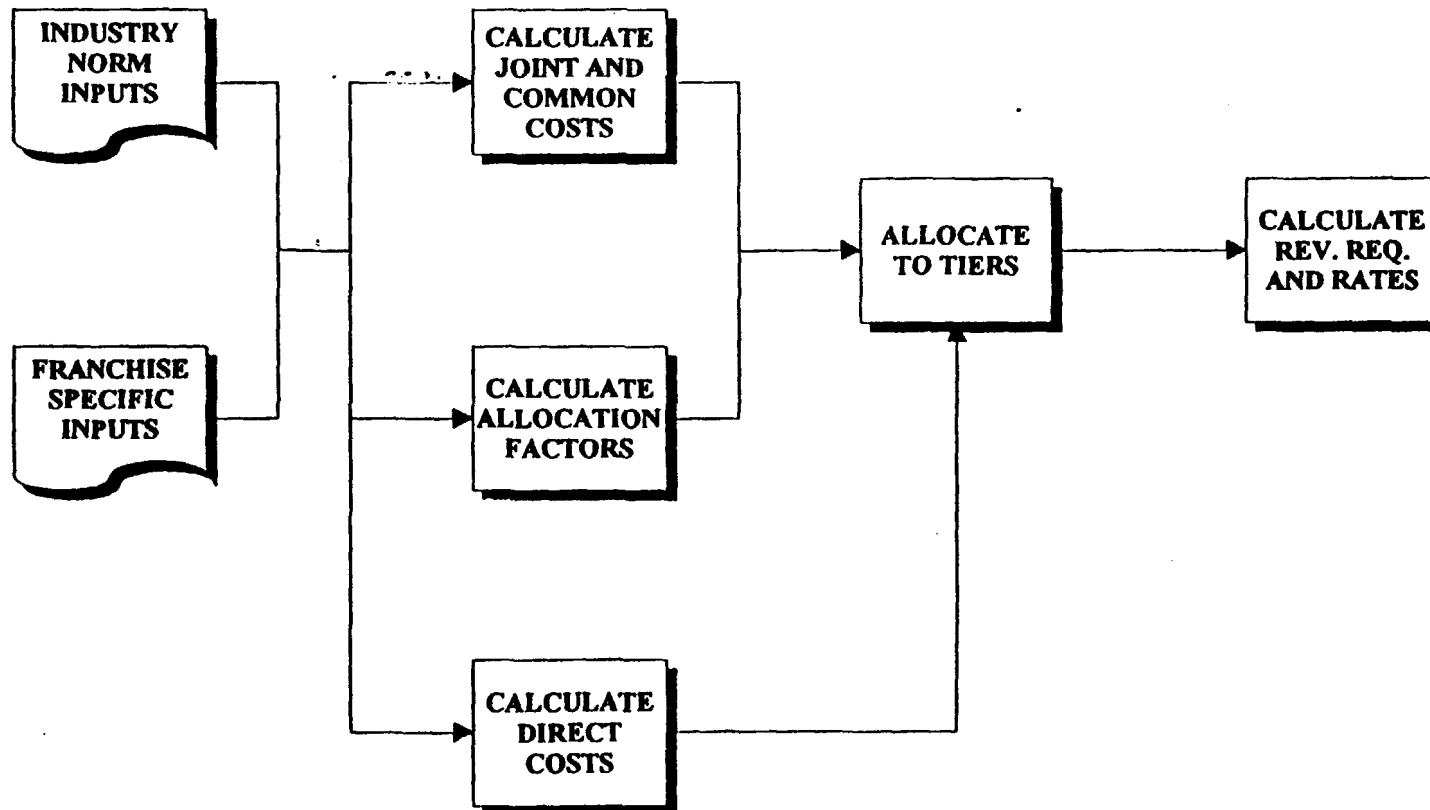 INDUSTRY
NORM
INPUTS
CALCULATE
JOINT AND
COMMON
COSTS
ALLOCATE
TO TIERS
CALCULATE
REV. REQ.
AND RATES
FRANCHISE
SPECIFIC
INPUTS
CALCULATE
ALLOCATION
FACTORS
CALCULATE
DIRECT
COSTS